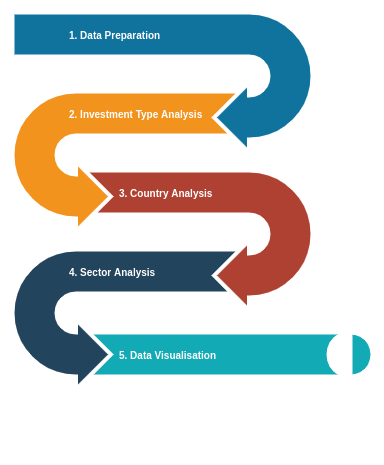 1. Data Preparation
2. Investment Type Analysis
3. Country Analysis
4. Sector Analysis
5. Data Visualisation